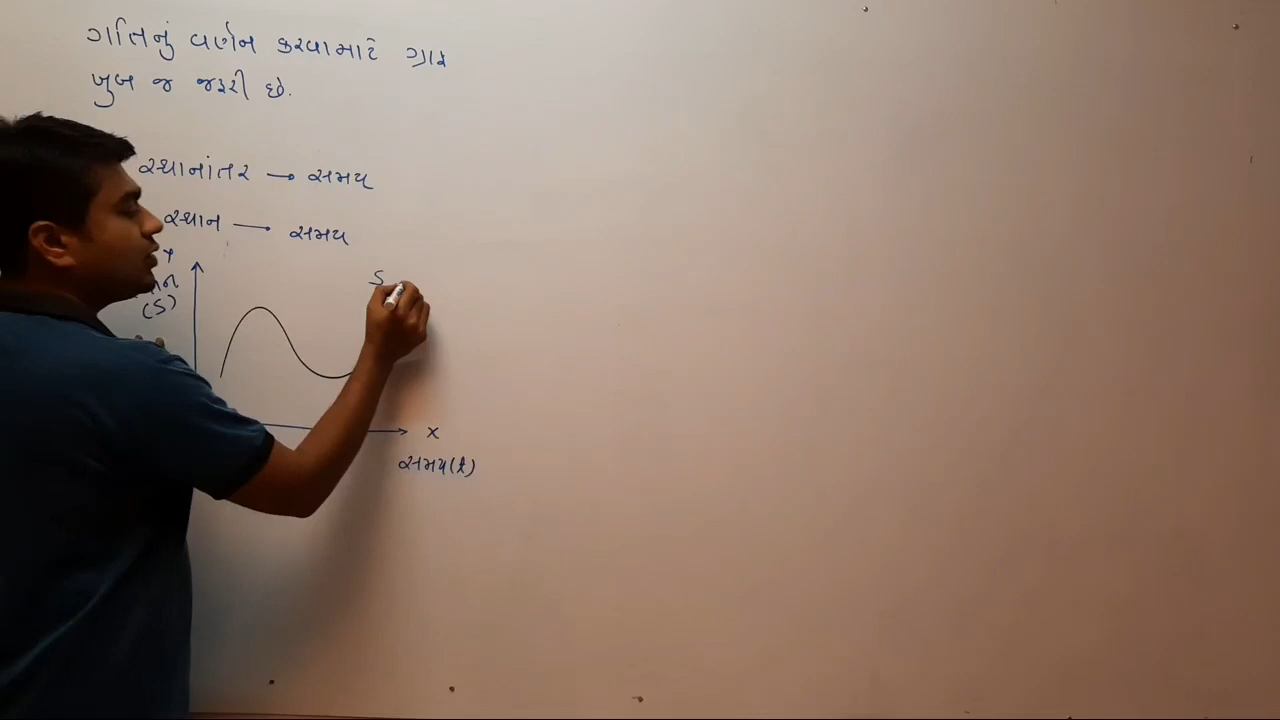 ગતિનું વર્ણન કરવા માટે ગ્રાફ
ખુબ જ જરૂરી છે.
સ્થાનાંતર → સમય
સ્થાન → સમય
(S)
S
x
સમય(t)